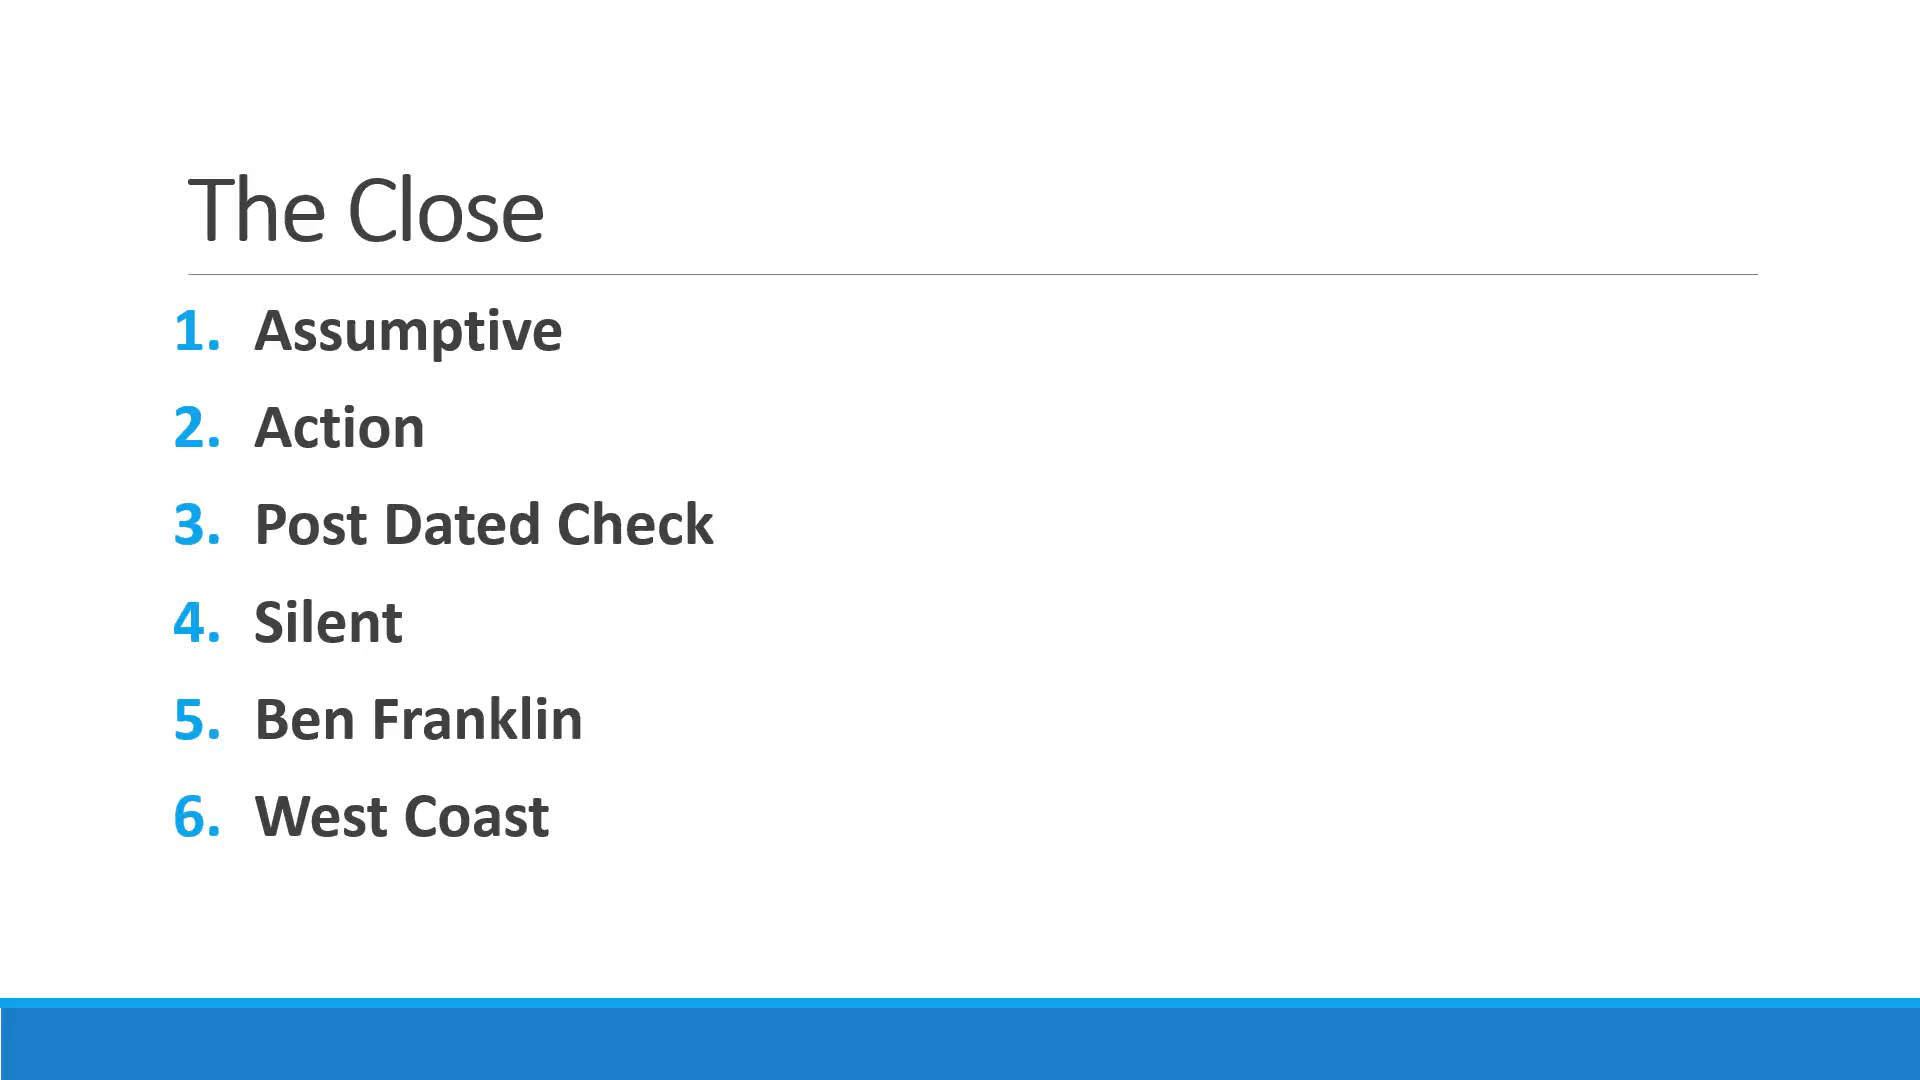 The Close
1. Assumptive
2. Action
3. Post Dated Check
4. Silent
5. Ben Franklin
6. West Coast